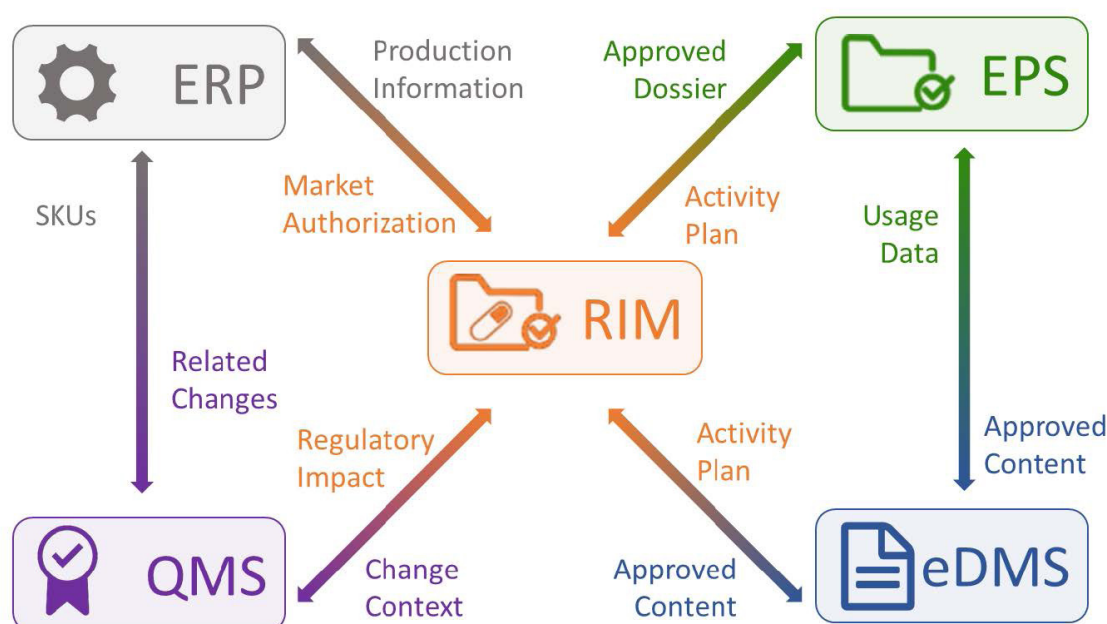 ERP
Production
Information
Approved
Dossier
EPS
SKUs
Market
Authorization
Activity
Plan
Usage
Data
RIM
Related
Changes
Regulatory
Impact
Activity
Plan
Approved
Content
QMS
Change
Context
Approved
Content
eDMS